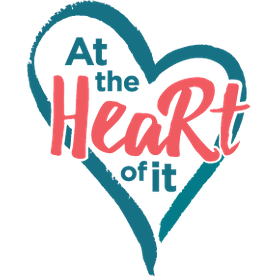 At
the
HeaRt
of it